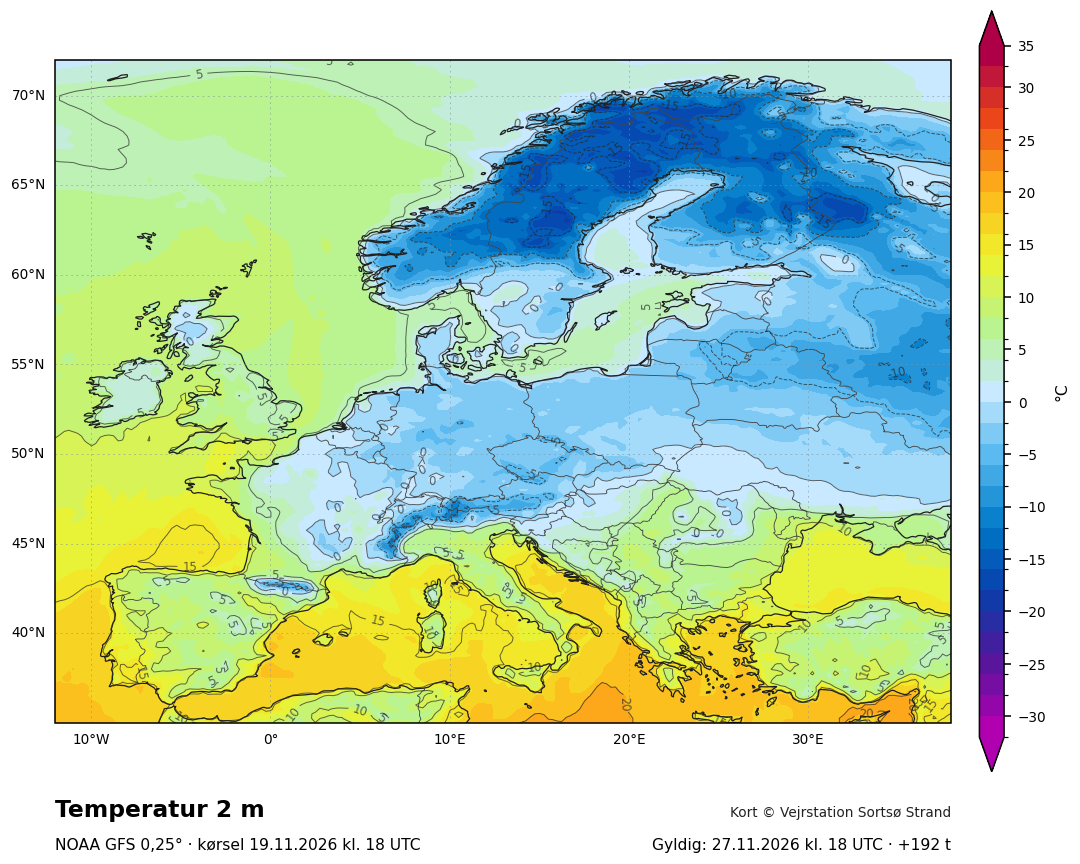 70°N
65°N
60°N
55°N
50°N
45°N
40°N
10°W
0°
10°E
20°E
30°E
35
30
25
20
15
10
5
0
−5
−10
−15
−20
−25
−30
°C
Temperatur 2 m
Kort © Vejrstation Sortsø Strand
NOAA GFS 0,25° · kørsel 19.11.2026 kl. 18 UTC
Gyldig: 27.11.2026 kl. 18 UTC · +192 t